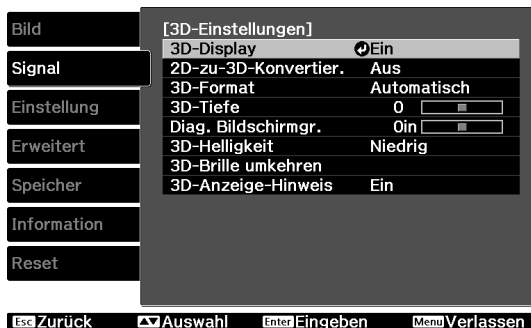 Bild
Signal
Einstellung
Erweitert
Speicher
Information
Reset
[3D-Einstellungen]
3D-Display Ein
2D-zu-3D-Konvertier. Aus
3D-Format Automatisch
3D-Tiefe 0
Diag. Bildschirmgr. 0in
3D-Helligkeit Niedrig
3D-Brille umkehren
3D-Anzeige-Hinweis Ein
Esc Zurück Auswahl Enter Eingeben Menu Verlassen